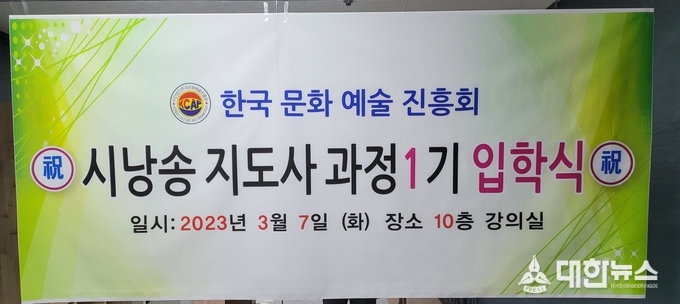 KCAP 한국 문화 예술 진흥회
祝 시낭송 지도사 과정1기 입학식 祝
일시: 2023년 3월 7일 (화) 장소 10층 강의실
PRESS 대한뉴스